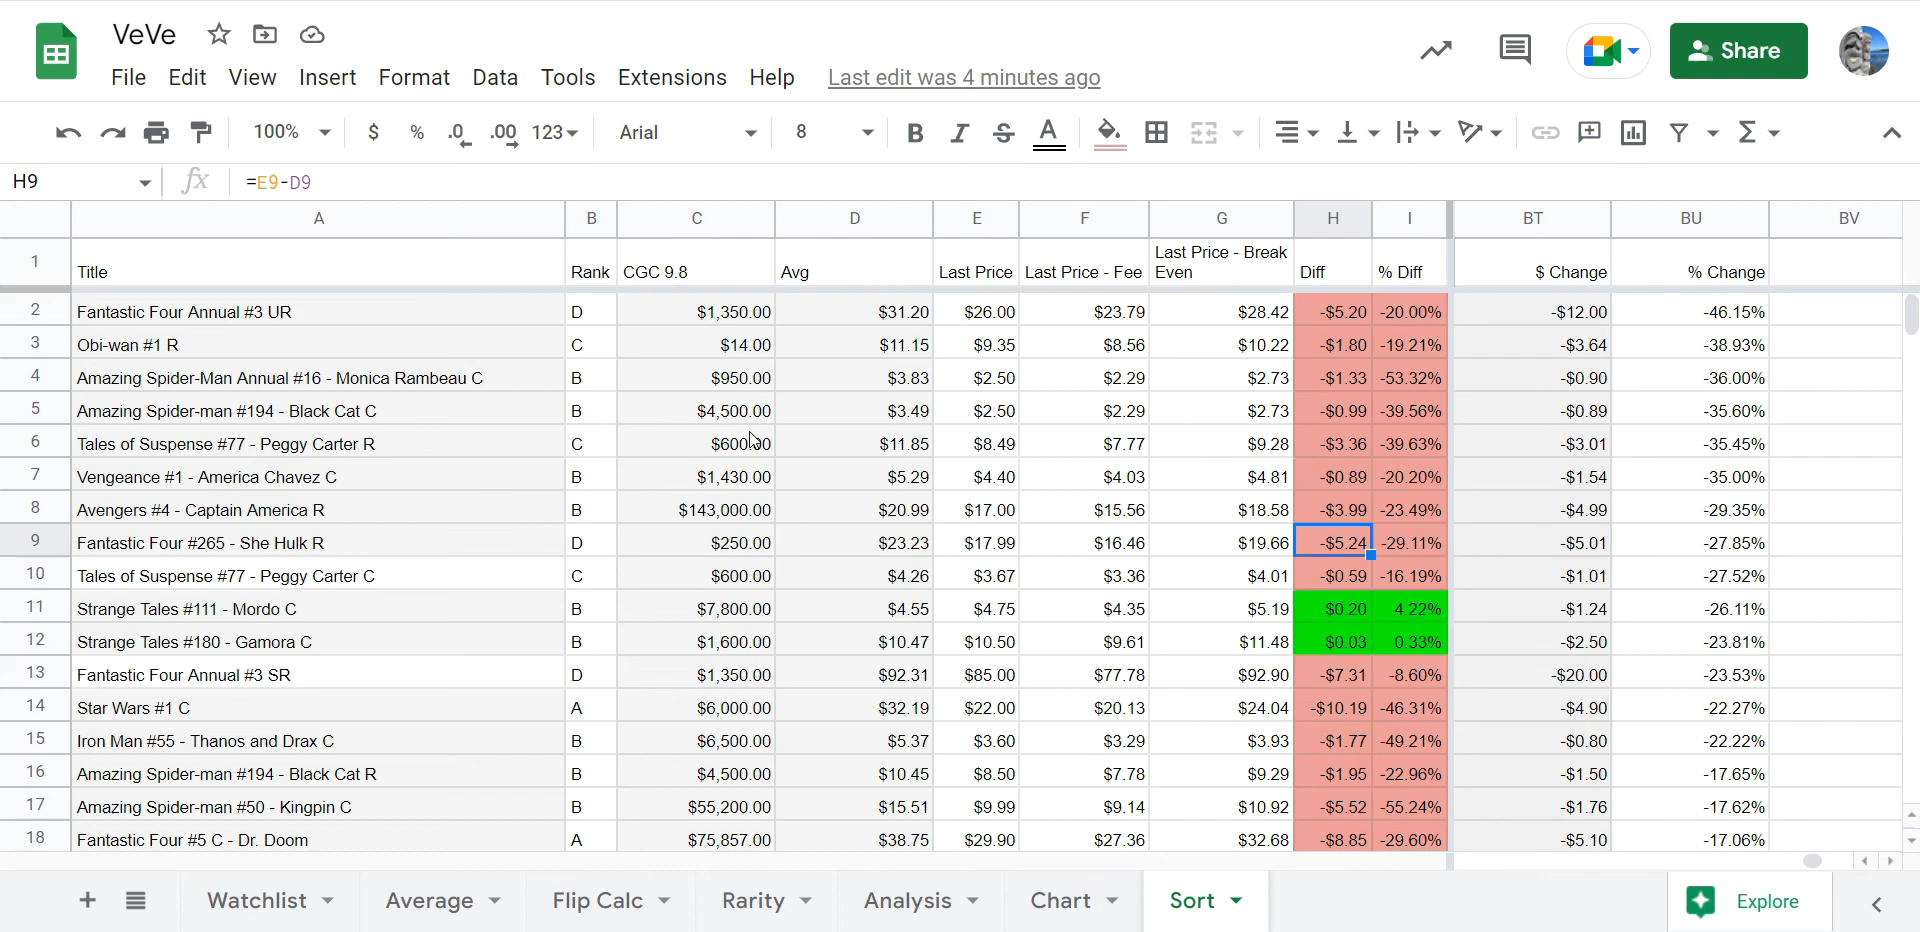 VeVe
File Edit View Insert Format Data Tools Extensions Help Last edit was 4 minutes ago
Share
100% $ % .0 .00 123 Arial 8 B I S A
H9 fx =E9-D9
A B C D E F G H I BT BU BV
1 Title Rank CGC 9.8 Avg Last Price Last Price - Fee Last Price - Break Even Diff % Diff $ Change % Change
2 Fantastic Four Annual #3 UR D $1,350.00 $31.20 $26.00 $23.79 $28.42 -$5.20 -20.00% -$12.00 -46.15%
3 Obi-wan #1 R C $14.00 $11.15 $9.35 $8.56 $10.22 -$1.80 -19.21% -$3.64 -38.93%
4 Amazing Spider-Man Annual #16 - Monica Rambeau C B $950.00 $3.83 $2.50 $2.29 $2.73 -$1.33 -53.32% -$0.90 -36.00%
5 Amazing Spider-man #194 - Black Cat C B $4,500.00 $3.49 $2.50 $2.29 $2.73 -$0.99 -39.56% -$0.89 -35.60%
6 Tales of Suspense #77 - Peggy Carter R C $600.00 $11.85 $8.49 $7.77 $9.28 -$3.36 -39.63% -$3.01 -35.45%
7 Vengeance #1 - America Chavez C B $1,430.00 $5.29 $4.40 $4.03 $4.81 -$0.89 -20.20% -$1.54 -35.00%
8 Avengers #4 - Captain America R B $143,000.00 $20.99 $17.00 $15.56 $18.58 -$3.99 -23.49% -$4.99 -29.35%
9 Fantastic Four #265 - She Hulk R D $250.00 $23.23 $17.99 $16.46 $19.66 -$5.24 -29.11% -$5.01 -27.85%
10 Tales of Suspense #77 - Peggy Carter C C $600.00 $4.26 $3.67 $3.36 $4.01 -$0.59 -16.19% -$1.01 -27.52%
11 Strange Tales #111 - Mordo C B $7,800.00 $4.55 $4.75 $4.35 $5.19 $0.20 4.22% -$1.24 -26.11%
12 Strange Tales #180 - Gamora C B $1,600.00 $10.47 $10.50 $9.61 $11.48 $0.03 0.33% -$2.50 -23.81%
13 Fantastic Four Annual #3 SR D $1,350.00 $92.31 $85.00 $77.78 $92.90 -$7.31 -8.60% -$20.00 -23.53%
14 Star Wars #1 C A $6,000.00 $32.19 $22.00 $20.13 $24.04 -$10.19 -46.31% -$4.90 -22.27%
15 Iron Man #55 - Thanos and Drax C B $6,500.00 $5.37 $3.60 $3.29 $3.93 -$1.77 -49.21% -$0.80 -22.22%
16 Amazing Spider-man #194 - Black Cat R B $4,500.00 $10.45 $8.50 $7.78 $9.29 -$1.95 -22.96% -$1.50 -17.65%
17 Amazing Spider-man #50 - Kingpin C B $55,200.00 $15.51 $9.99 $9.14 $10.92 -$5.52 -55.24% -$1.76 -17.62%
18 Fantastic Four #5 C - Dr. Doom A $75,857.00 $38.75 $29.90 $27.36 $32.68 -$8.85 -29.60% -$5.10 -17.06%
Watchlist Average Flip Calc Rarity Analysis Chart Sort Explore